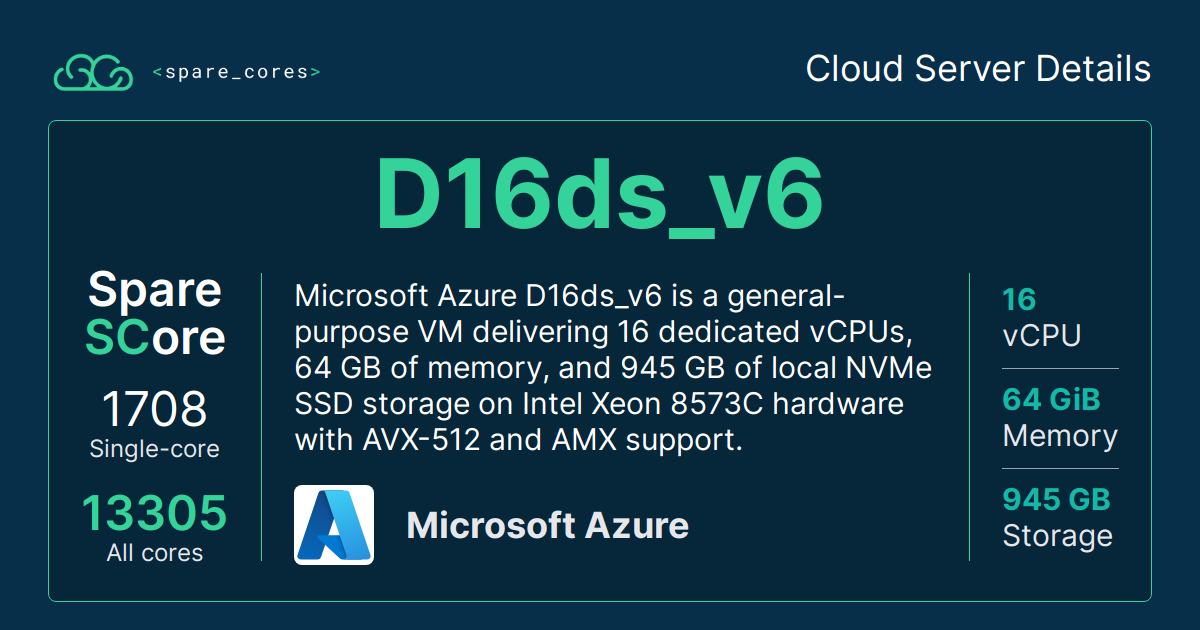 <spare_cores>
Cloud Server Details
D16ds_v6
Spare
SCore
1708
Single-core
13305
All cores
Microsoft Azure D16ds_v6 is a general-
purpose VM delivering 16 dedicated vCPUs,
64 GB of memory, and 945 GB of local NVMe
SSD storage on Intel Xeon 8573C hardware
with AVX-512 and AMX support.
Microsoft Azure
16
vCPU
64 GiB
Memory
945 GB
Storage